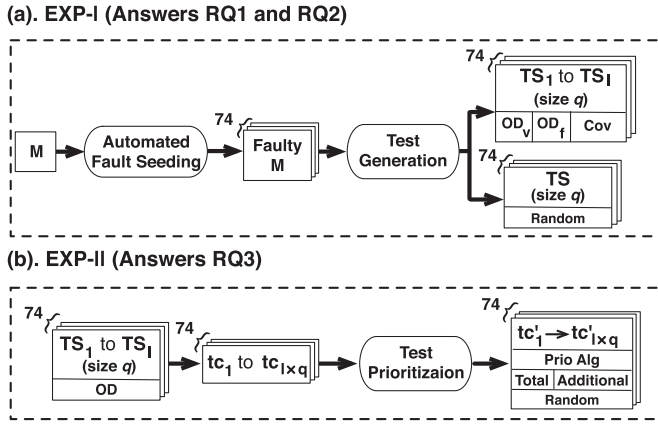 (a). EXP-I (Answers RQ1 and RQ2)
M
Automated
Fault Seeding
74
Faulty
M
Test
Generation
74
TS1 to TSl
(size q)
ODv ODf Cov
74
TS
(size q)
Random
(b). EXP-II (Answers RQ3)
74
TS1 to TSl
(size q)
OD
74
tc1 to tcl×q
Test
Prioritizaion
74
tc'1 → tc'l×q
Prio Alg
Total Additional
Random